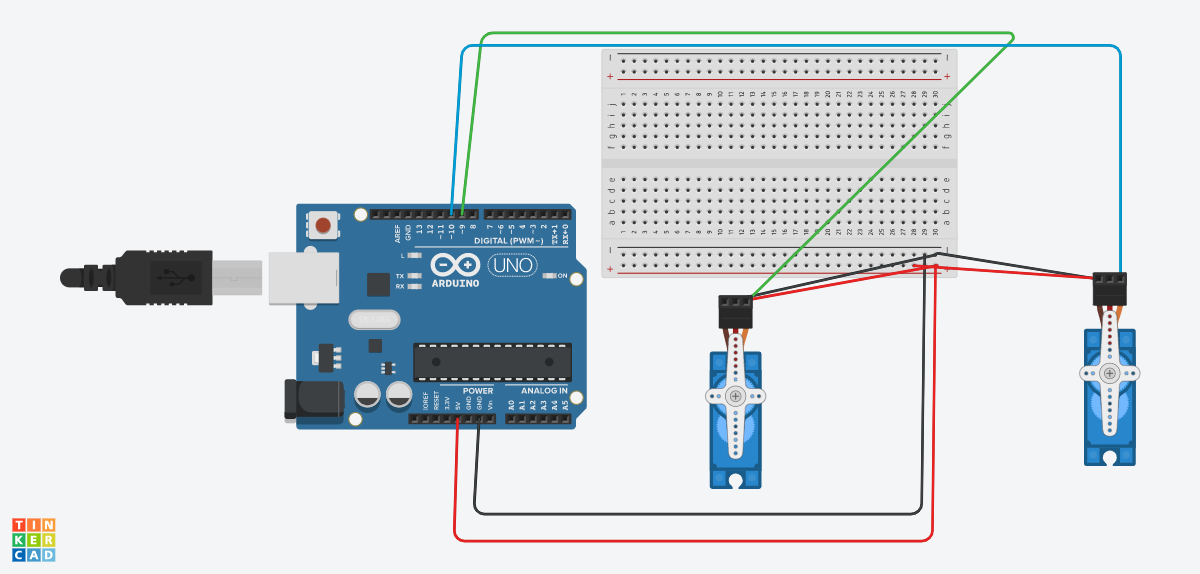 1 2 3 4 5 6 7 8 9 10 11 12 13 14 15 16 17 18 19 20 21 22 23 24 25 26 27 28 29 30
j
i
h
g
f
e
d
c
b
a
1 2 3 4 5 6 7 8 9 10 11 12 13 14 15 16 17 18 19 20 21 22 23 24 25 26 27 28 29 30
AREF
GND
13
12
~11
~10
~9
8
7
~6
~5
4
~3
2
TX→1
RX←0
DIGITAL (PWM~)
L
TX
RX
ARDUINO
UNO
ON
POWER
ANALOG IN
IOREF
RESET
3.3V
5V
GND
GND
Vin
A0
A1
A2
A3
A4
A5
TIN
KER
CAD